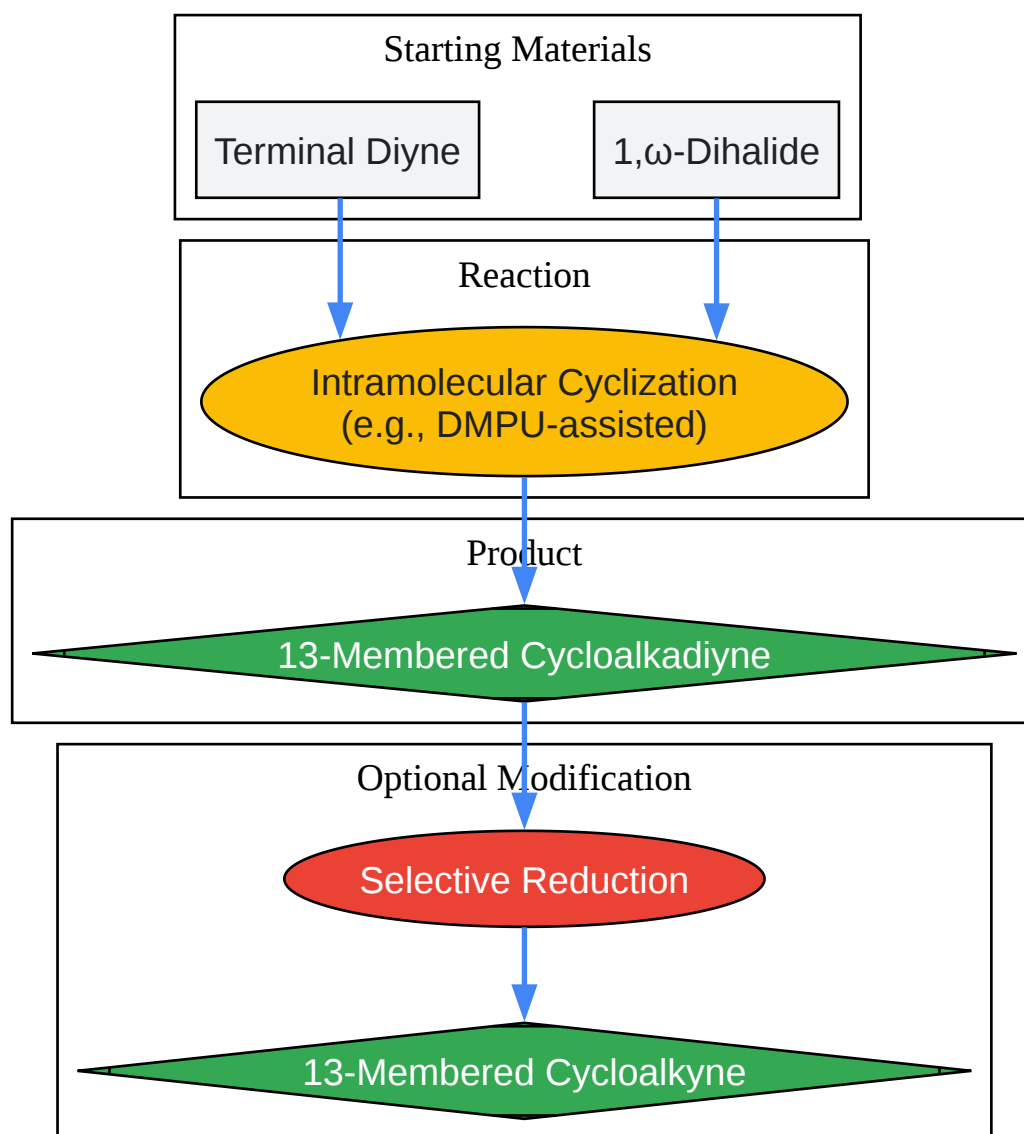 Starting Materials
Terminal Diyne
1,ω-Dihalide
Reaction
Intramolecular Cyclization
(e.g., DMPU-assisted)
Product
13-Membered Cycloalkadiyne
Optional Modification
Selective Reduction
13-Membered Cycloalkyne